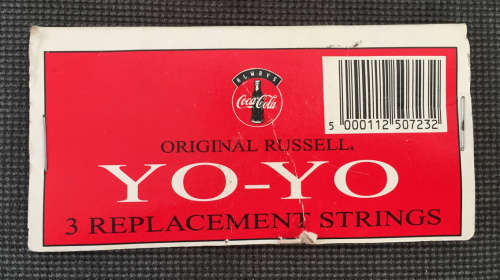 ALWAYS
Coca-Cola
5 000112 507232
ORIGINAL RUSSELL®
YO-YO
3 REPLACEMENT STRINGS